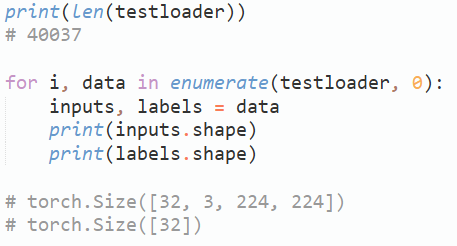 print(len(testloader))
# 40037
for i, data in enumerate(testloader, 0):
    inputs, labels = data
    print(inputs.shape)
    print(labels.shape)
# torch.Size([32, 3, 224, 224])
# torch.Size([32])